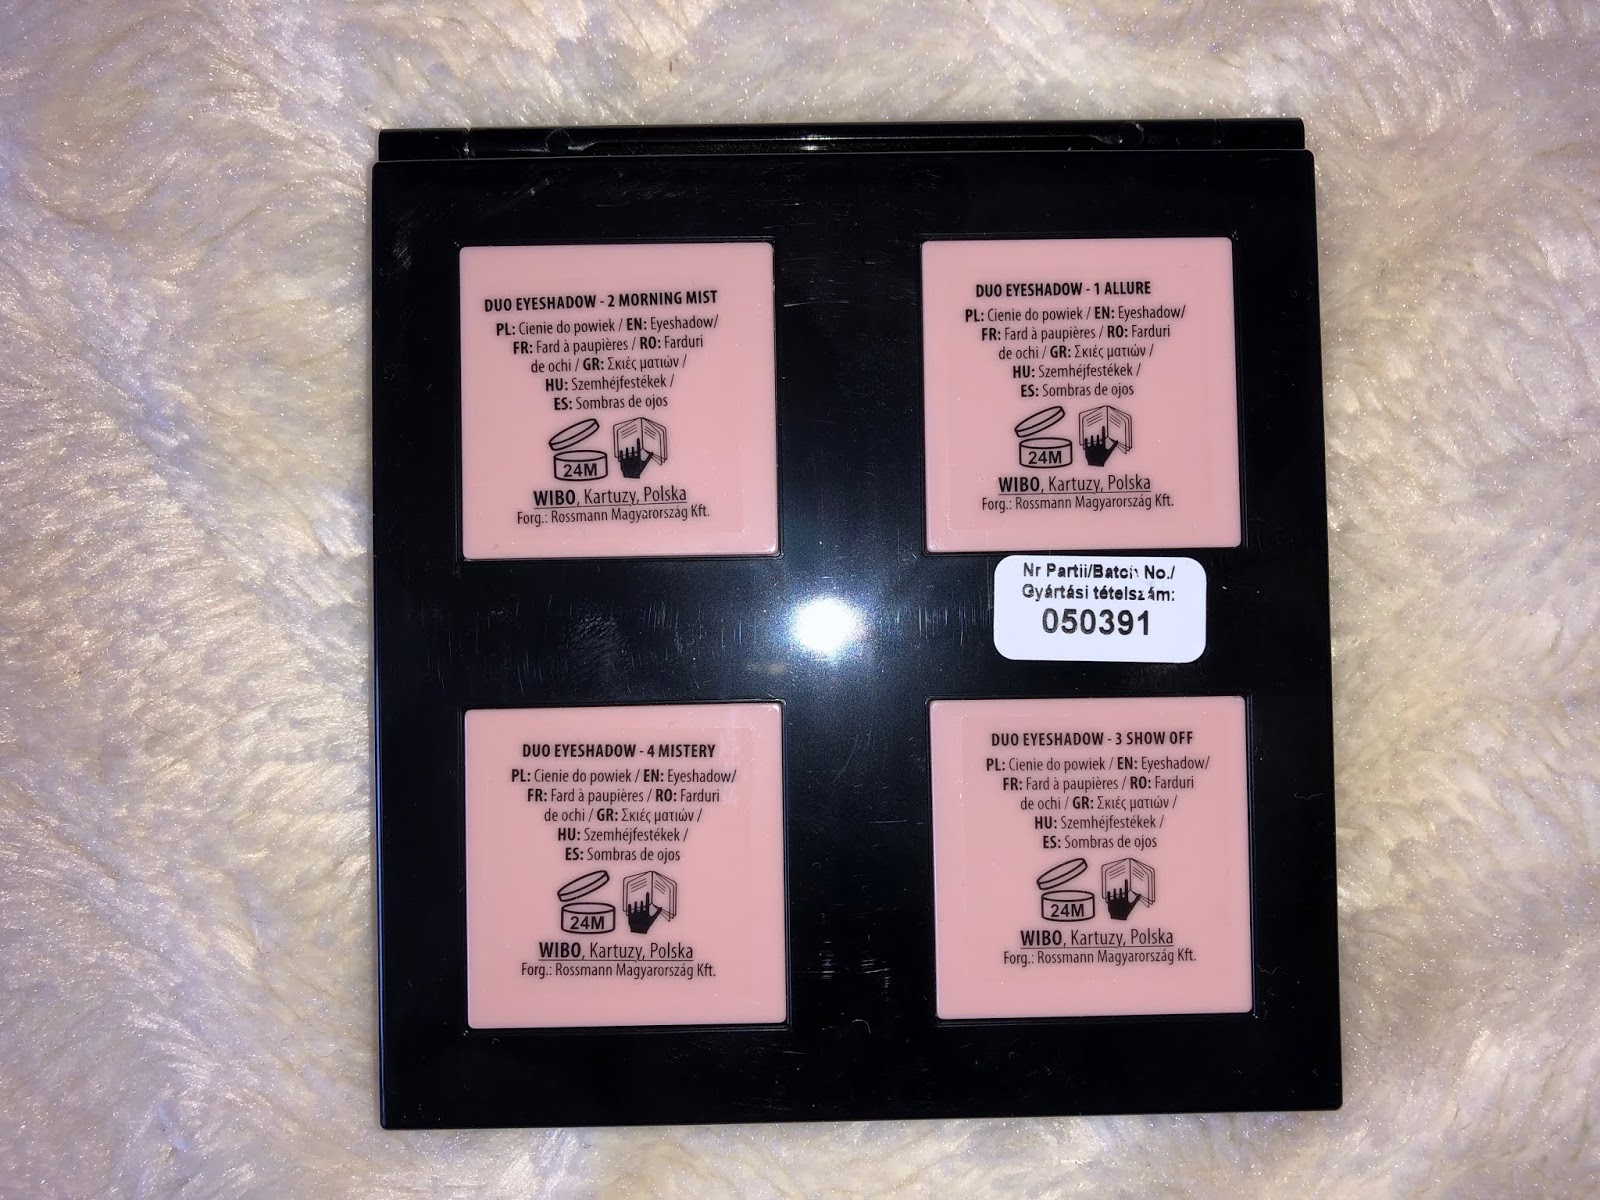 DUO EYESHADOW - 2 MORNING MIST
PL: Cienie do powiek / EN: Eyeshadow/
FR: Fard à paupières / RO: Farduri
de ochi / GR: Σκιές ματιών /
HU: Szemhéjfestékek /
ES: Sombras de ojos
24M
WIBO, Kartuzy, Polska
Forg.: Rossmann Magyarország Kft.
DUO EYESHADOW - 1 ALLURE
PL: Cienie do powiek / EN: Eyeshadow/
FR: Fard à paupières / RO: Farduri
de ochi / GR: Σκιές ματιών /
HU: Szemhéjfestékek /
ES: Sombras de ojos
24M
WIBO, Kartuzy, Polska
Forg.: Rossmann Magyarország Kft.
Nr Partii/Batch No./
Gyártási tételszám:
050391
DUO EYESHADOW - 4 MISTERY
PL: Cienie do powiek / EN: Eyeshadow/
FR: Fard à paupières / RO: Farduri
de ochi / GR: Σκιές ματιών /
HU: Szemhéjfestékek /
ES: Sombras de ojos
24M
WIBO, Kartuzy, Polska
Forg.: Rossmann Magyarország Kft.
DUO EYESHADOW - 3 SHOW OFF
PL: Cienie do powiek / EN: Eyeshadow/
FR: Fard à paupières / RO: Farduri
de ochi / GR: Σκιές ματιών /
HU: Szemhéjfestékek /
ES: Sombras de ojos
24M
WIBO, Kartuzy, Polska
Forg.: Rossmann Magyarország Kft.